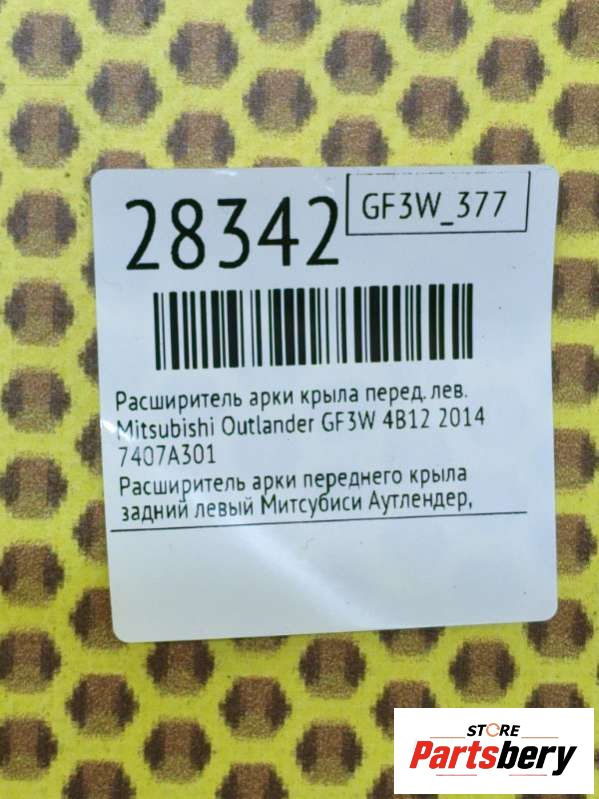 28342
GF3W_377
Расширитель арки крыла перед. лев.
Mitsubishi Outlander GF3W 4B12 2014
7407A301
Расширитель арки переднего крыла
задний левый Митсубиси Аутлендер,
STORE
Partsbery